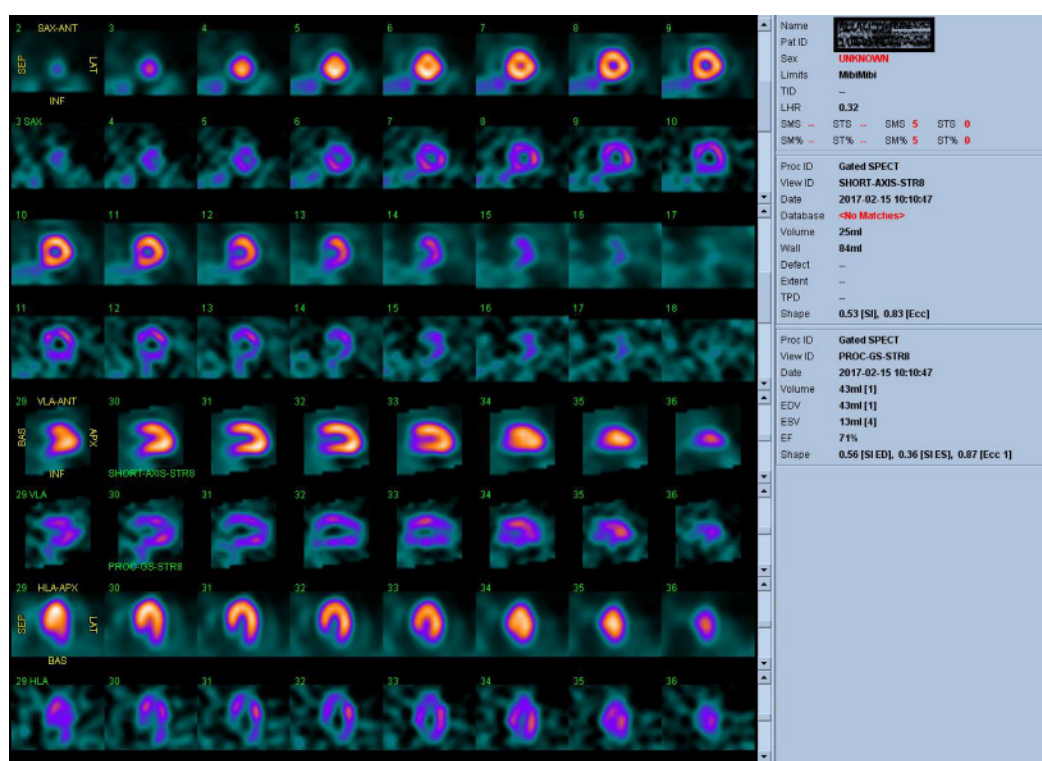 2 SAX-ANT 3 4 5 6 7 8 9
SEP LAT
INF
3 SAX 4 5 6 7 8 9 10
10 11 12 13 14 15 16 17
11 12 13 14 15 16 17 18
29 VLA-ANT 30 31 32 33 34 35 36
BAS APX
INF SHORT-AXIS-STR8
29 VLA 30 31 32 33 34 35 36
PROC-GS-STR8
29 HLA-APX 30 31 32 33 34 35 36
SEP LAT
BAS
29 HLA 30 31 32 33 34 35 36
Name
Pat ID
Sex UNKNOWN
Limits MibiMibi
TID --
LHR 0.32
SMS -- STS -- SMS 5 STS 0
SM% -- ST% -- SM% 5 ST% 0
Proc ID Gated SPECT
View ID SHORT-AXIS-STR8
Date 2017-02-15 10:10:47
Database <No Matches>
Volume 25ml
Wall 84ml
Defect --
Extent --
TPD --
Shape 0.53 [SI], 0.83 [Ecc]
Proc ID Gated SPECT
View ID PROC-GS-STR8
Date 2017-02-15 10:10:47
Volume 43ml [1]
EDV 43ml [1]
ESV 13ml [4]
EF 71%
Shape 0.56 [SI ED], 0.36 [SI ES], 0.87 [Ecc 1]